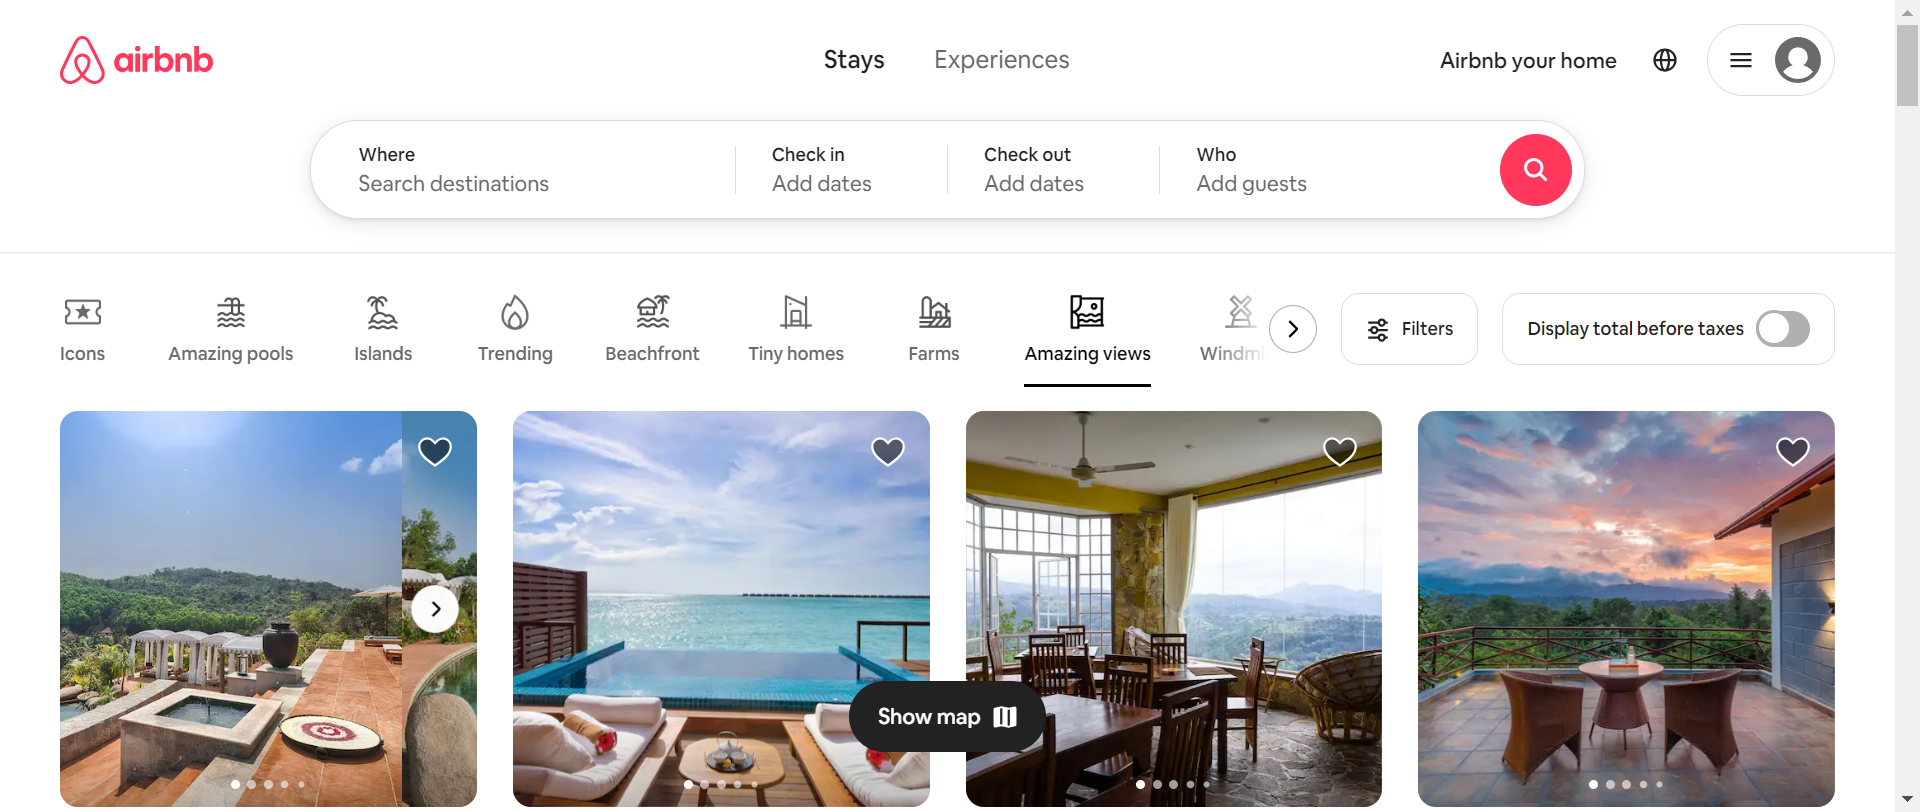 airbnb
Stays Experiences
Airbnb your home
Where
Search destinations
Check in
Add dates
Check out
Add dates
Who
Add guests
Icons
Amazing pools
Islands
Trending
Beachfront
Tiny homes
Farms
Amazing views
Windmi
Filters
Display total before taxes
Show map